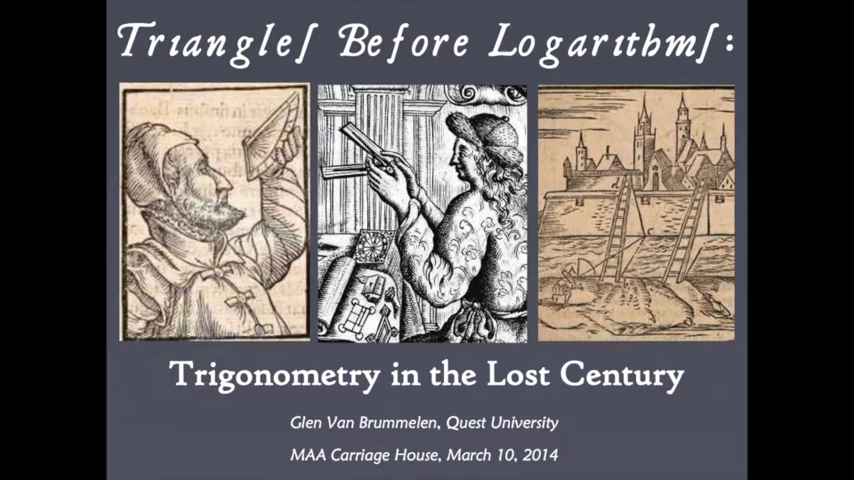 Triangleſ Before Logarithmſ:
Trigonometry in the Lost Century
Glen Van Brummelen, Quest University
MAA Carriage House, March 10, 2014